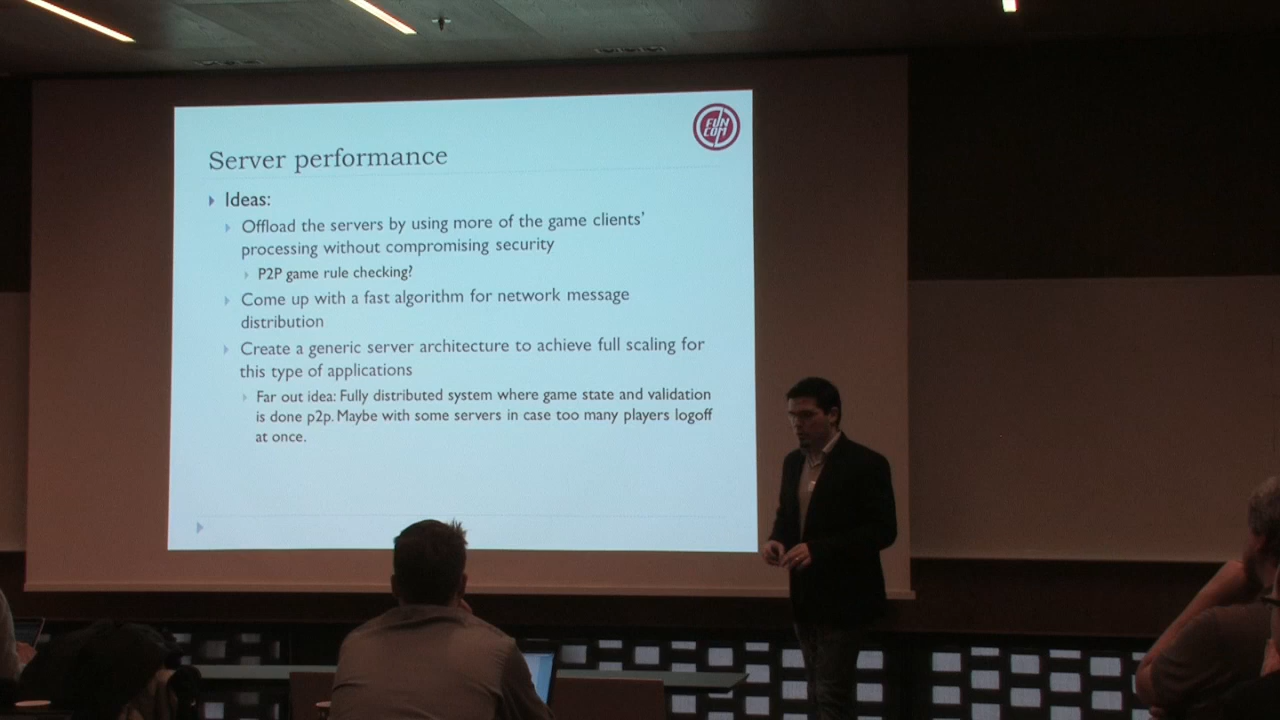 FUN
COM
Server performance
Ideas:
Offload the servers by using more of the game clients'
processing without compromising security
P2P game rule checking?
Come up with a fast algorithm for network message
distribution
Create a generic server architecture to achieve full scaling for
this type of applications
Far out idea: Fully distributed system where game state and validation
is done p2p. Maybe with some servers in case too many players logoff
at once.